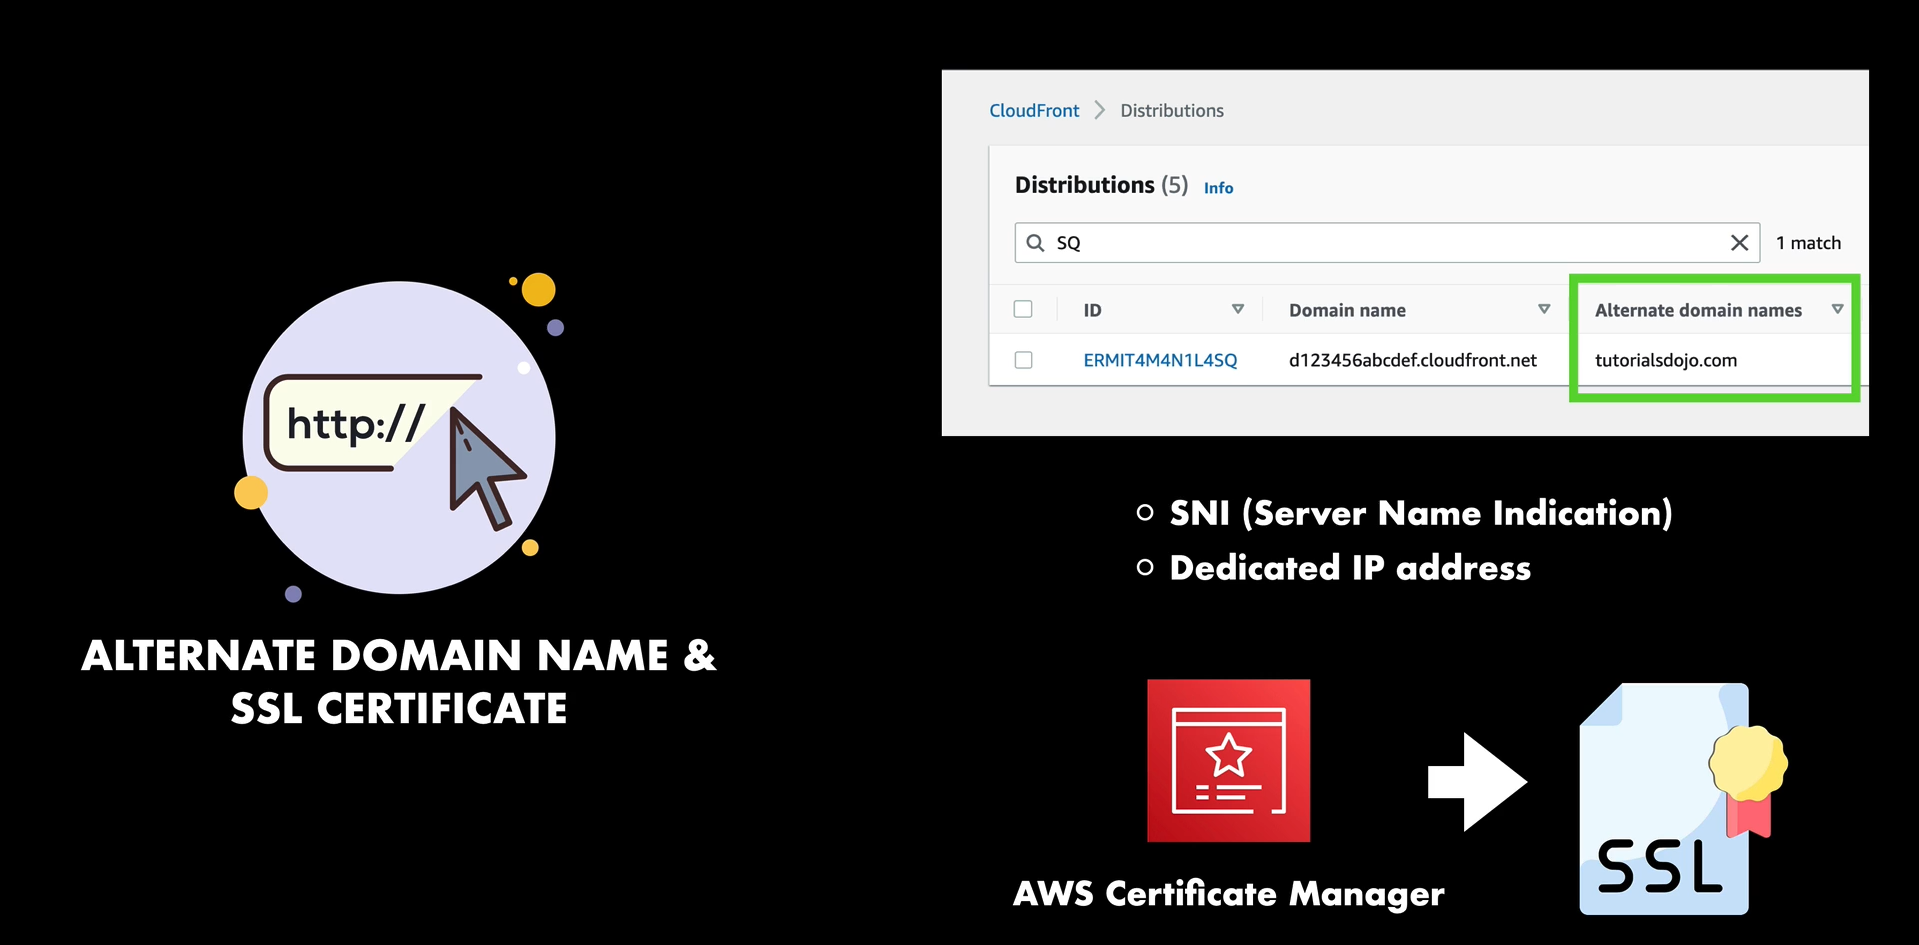 http://
ALTERNATE DOMAIN NAME &
SSL CERTIFICATE
CloudFront > Distributions
Distributions (5) Info
SQ
1 match
ID Domain name Alternate domain names
ERMIT4M4N1L4SQ d123456abcdef.cloudfront.net tutorialsdojo.com
SNI (Server Name Indication)
Dedicated IP address
AWS Certificate Manager
SSL